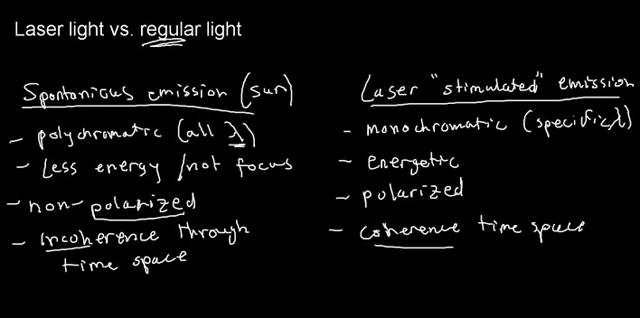 Laser light vs. regular light
Spontonious emission (sun)
- polychromatic (all λ)
- Less energy / not focus
- non-polarized
- incoherence through
time space
Laser "stimulated" emission
- monochromatic (specific λ)
- energetic
- polarized
- coherence time space